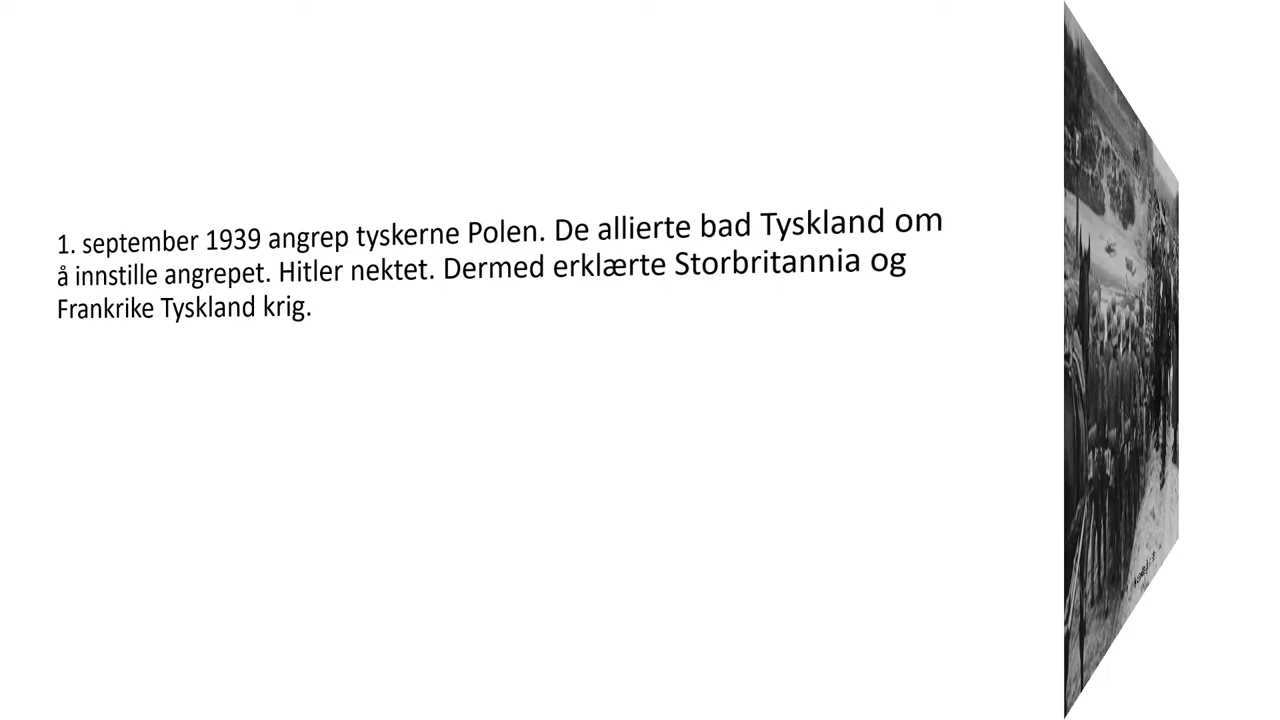 1. september 1939 angrep tyskerne Polen. De allierte bad Tyskland om
å innstille angrepet. Hitler nektet. Dermed erklærte Storbritannia og
Frankrike Tyskland krig.